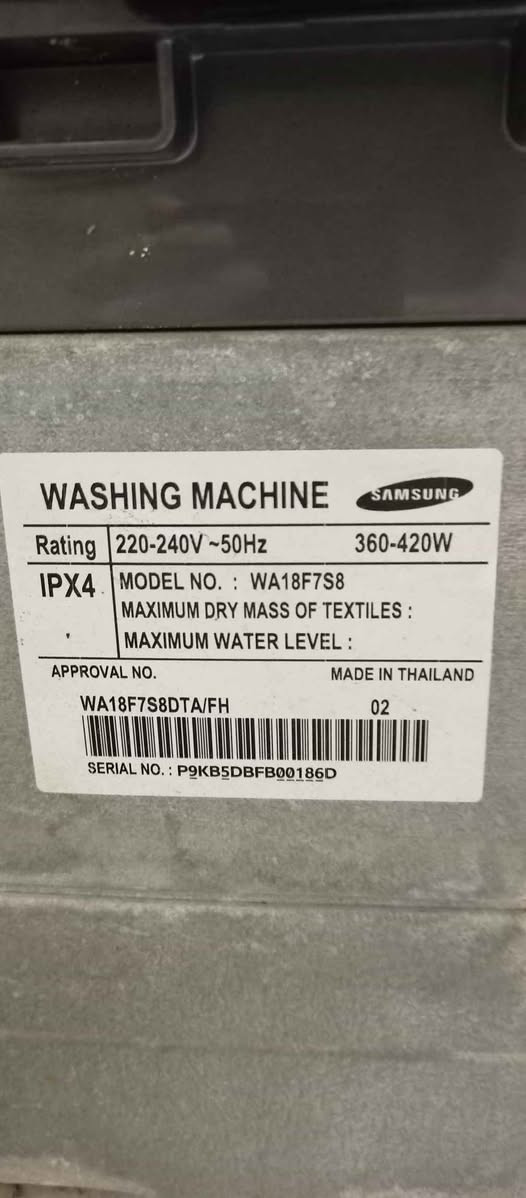 WASHING MACHINE SAMSUNG
Rating 220-240V ~50Hz 360-420W
IPX4 MODEL NO. : WA18F7S8
MAXIMUM DRY MASS OF TEXTILES :
MAXIMUM WATER LEVEL :
APPROVAL NO. MADE IN THAILAND
WA18F7S8DTA/FH 02
SERIAL NO. : P9KB5DBFB00186D